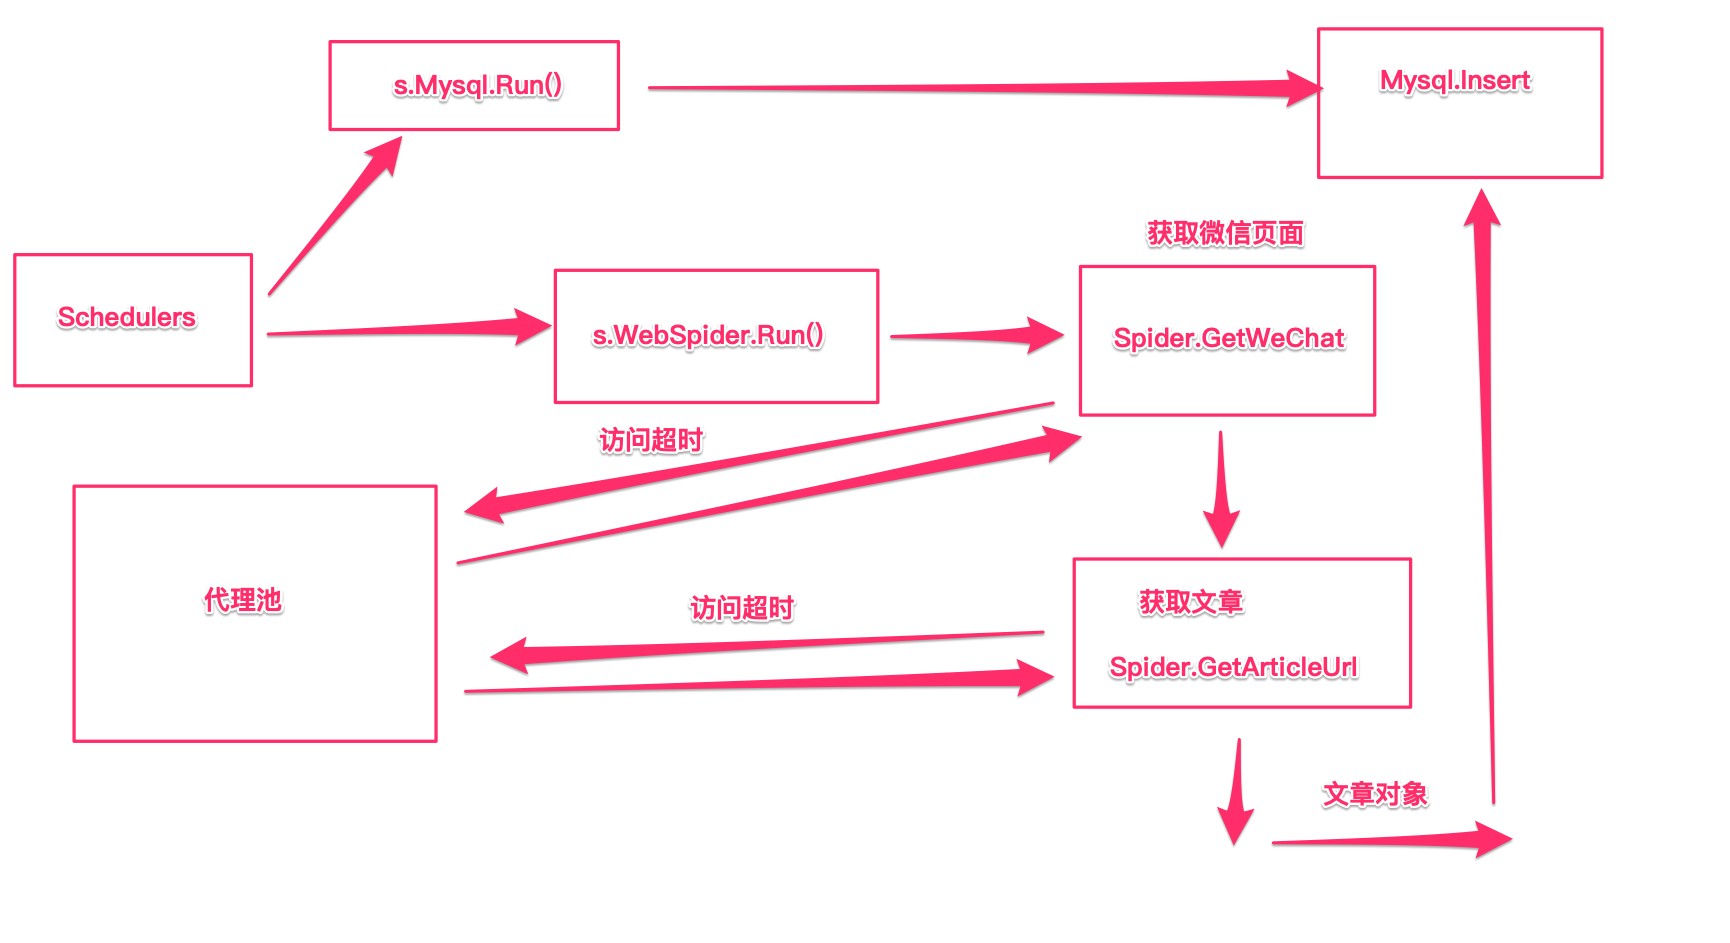 s.Mysql.Run()
Mysql.Insert
获取微信页面
Schedulers
s.WebSpider.Run()
Spider.GetWeChat
访问超时
代理池
访问超时
获取文章
Spider.GetArticleUrl
文章对象